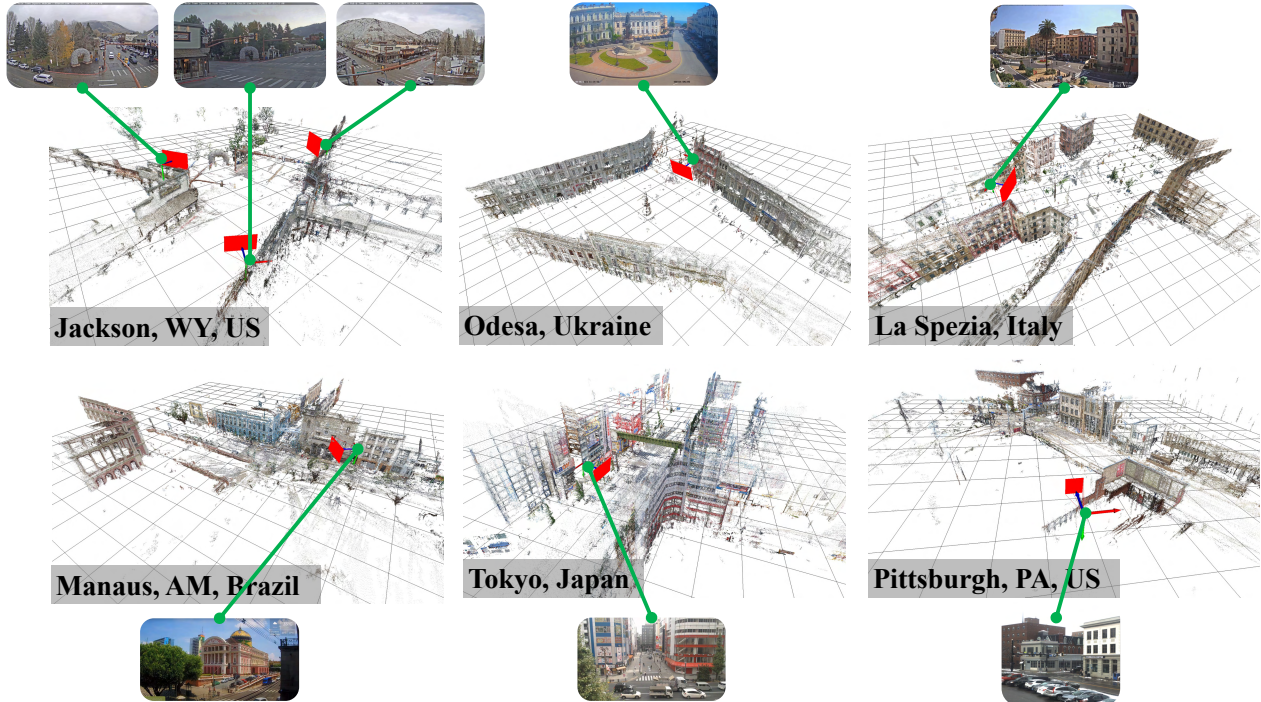 Jackson, WY, US
Odesa, Ukraine
La Spezia, Italy
Manaus, AM, Brazil
Tokyo, Japan
Pittsburgh, PA, US